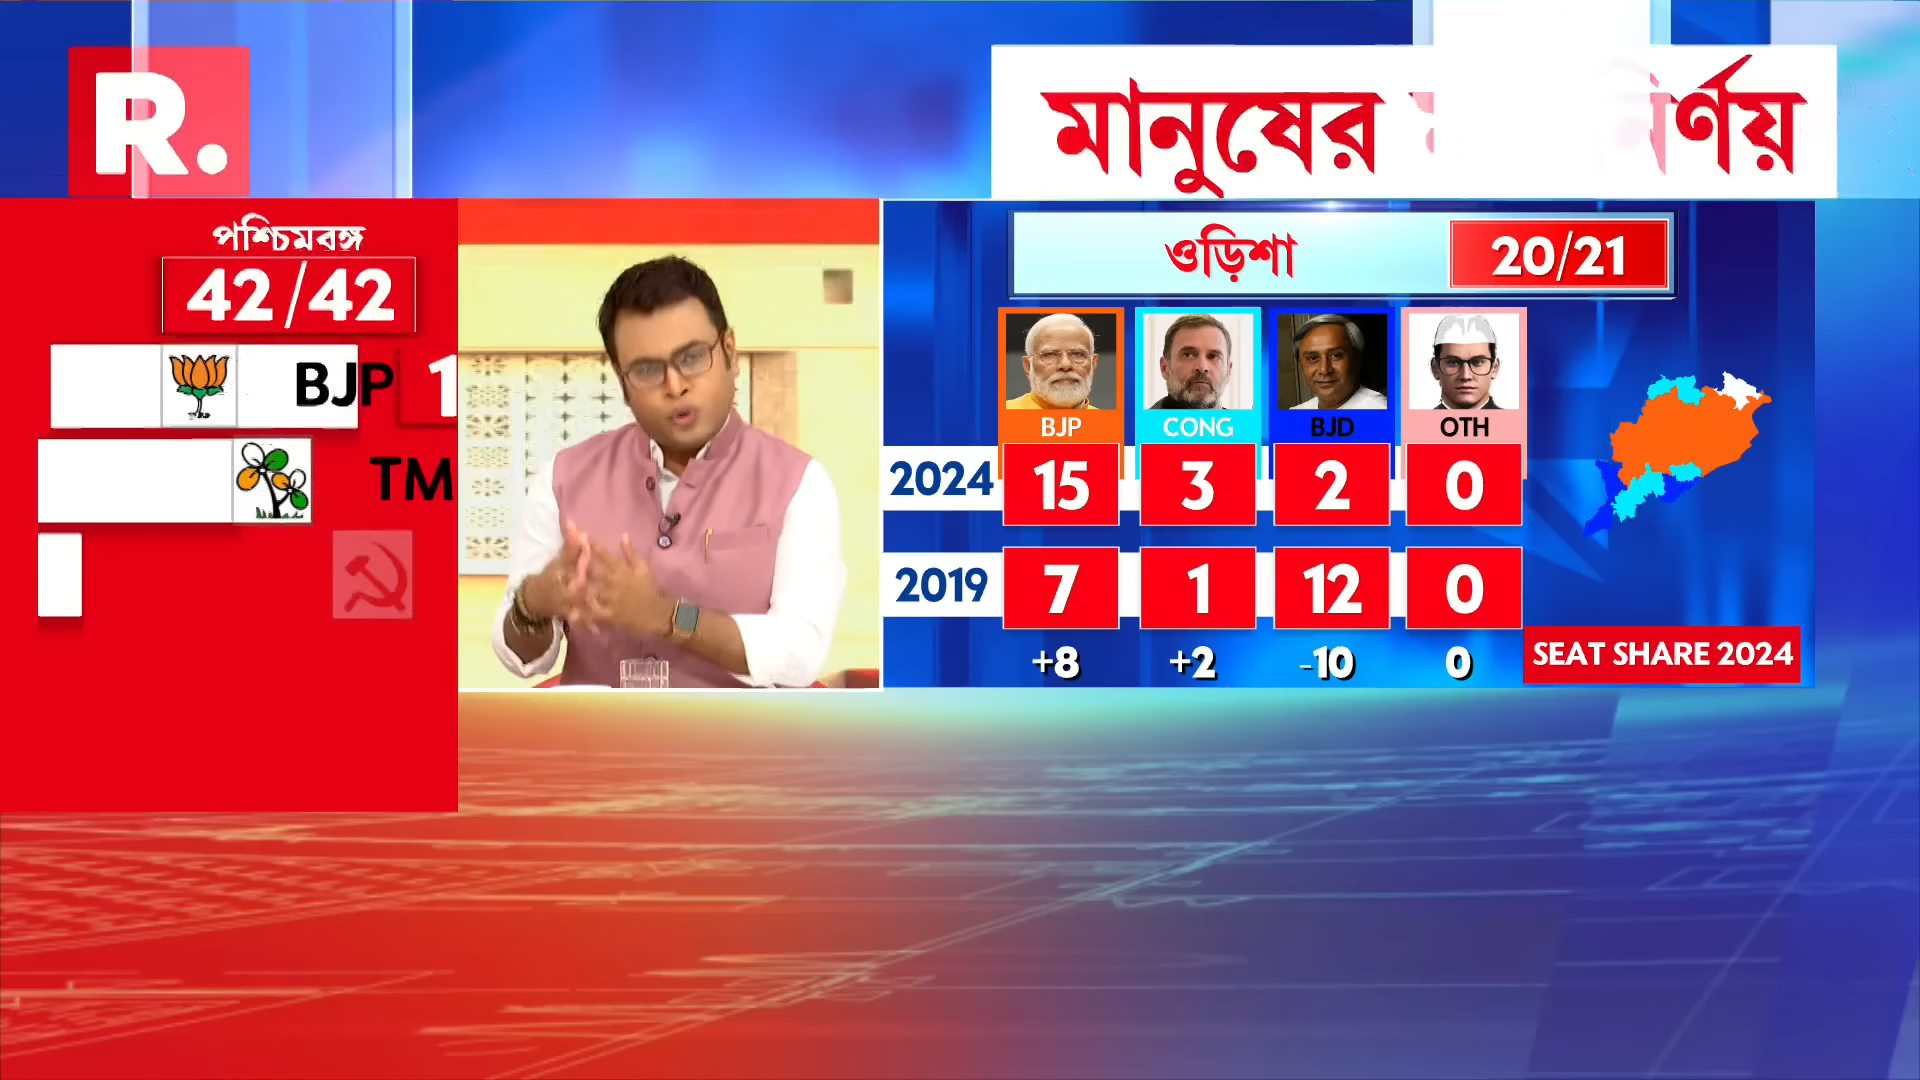 R.
মানুষের
পশ্চিমবঙ্গ
42/42
BJP 1
TM
ওড়িশা 20/21
BJP CONG BJD OTH
2024 15 3 2 0
2019 7 1 12 0
+8 +2 -10 0
SEAT SHARE 2024